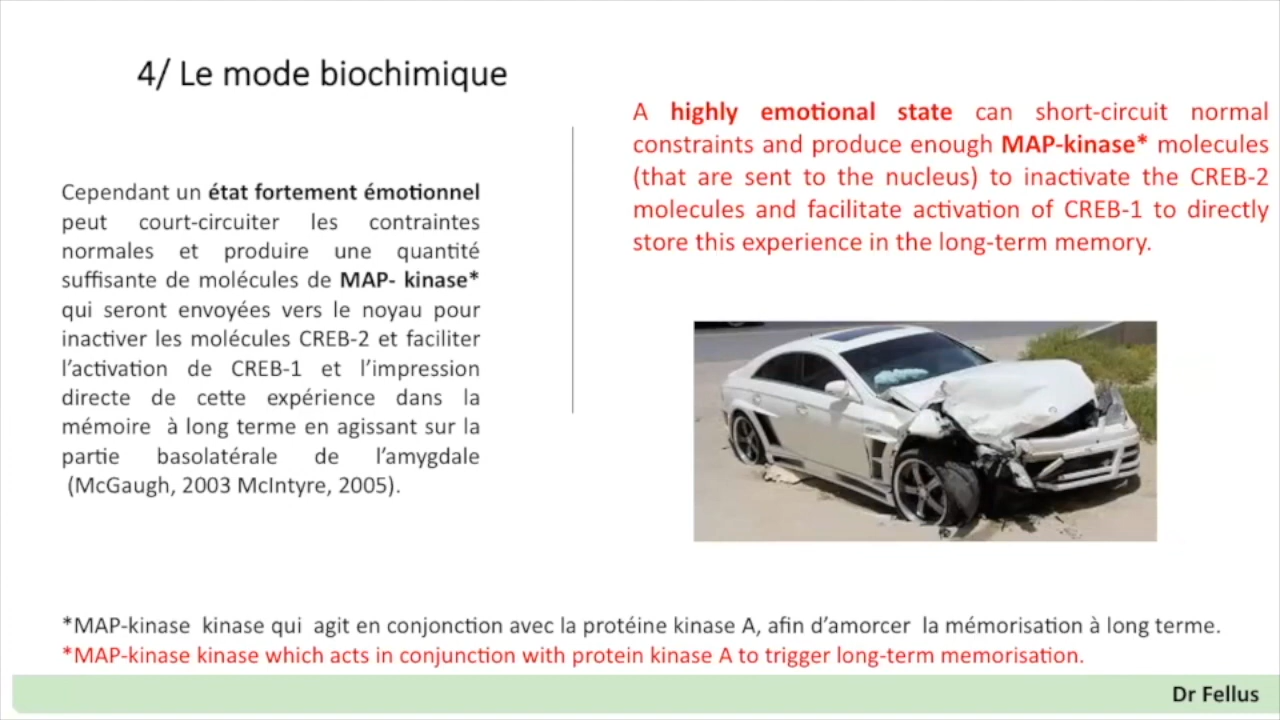 4/ Le mode biochimique
Cependant un état fortement émotionnel
peut court-circuiter les contraintes
normales et produire une quantité
suffisante de molécules de MAP- kinase*
qui seront envoyées vers le noyau pour
inactiver les molécules CREB-2 et faciliter
l’activation de CREB-1 et l’impression
directe de cette expérience dans la
mémoire à long terme en agissant sur la
partie basolatérale de l’amygdale
(McGaugh, 2003 McIntyre, 2005).
A highly emotional state can short-circuit normal
constraints and produce enough MAP-kinase* molecules
(that are sent to the nucleus) to inactivate the CREB-2
molecules and facilitate activation of CREB-1 to directly
store this experience in the long-term memory.
*MAP-kinase kinase qui agit en conjonction avec la protéine kinase A, afin d’amorcer la mémorisation à long terme.
*MAP-kinase kinase which acts in conjunction with protein kinase A to trigger long-term memorisation.
Dr Fellus